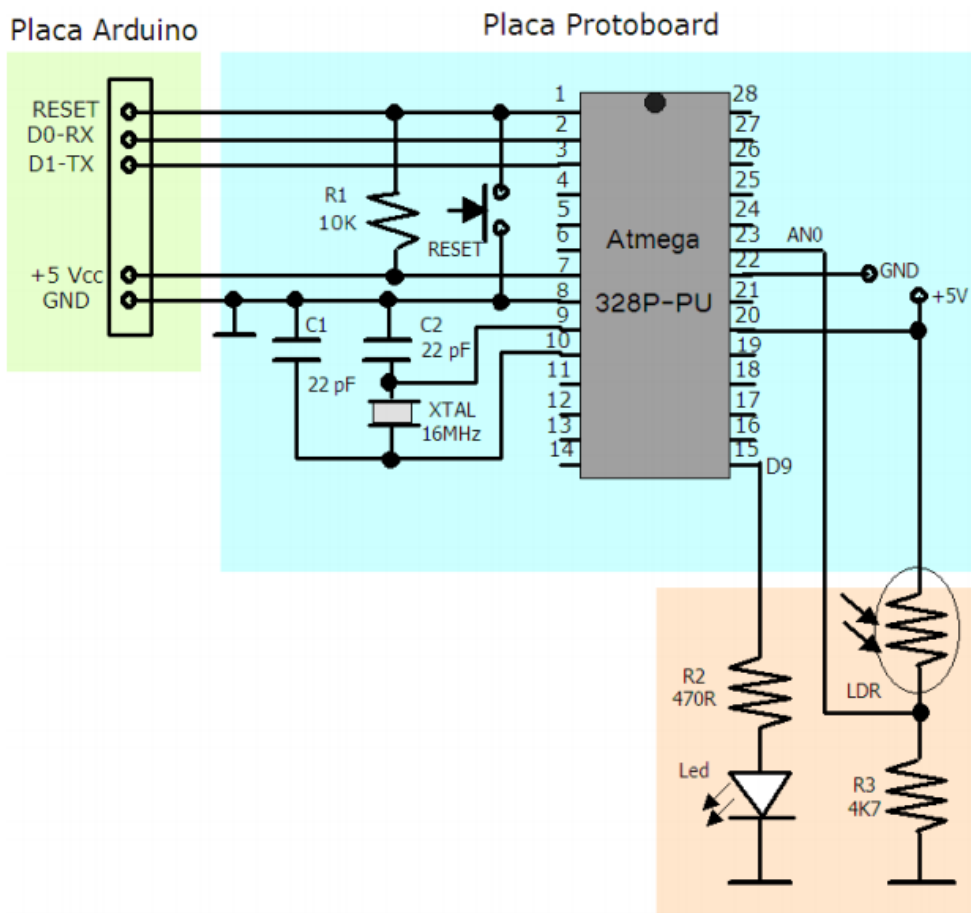 Placa Arduino
Placa Protoboard
RESET
D0-RX
D1-TX
+5 Vcc
GND
R1
10K
RESET
C1
22 pF
C2
22 pF
XTAL
16MHz
1
2
3
4
5
6
7
8
9
10
11
12
13
14
Atmega
328P-PU
28
27
26
25
24
23
22
21
20
19
18
17
16
15
AN0
GND
+5V
D9
R2
470R
Led
LDR
R3
4K7